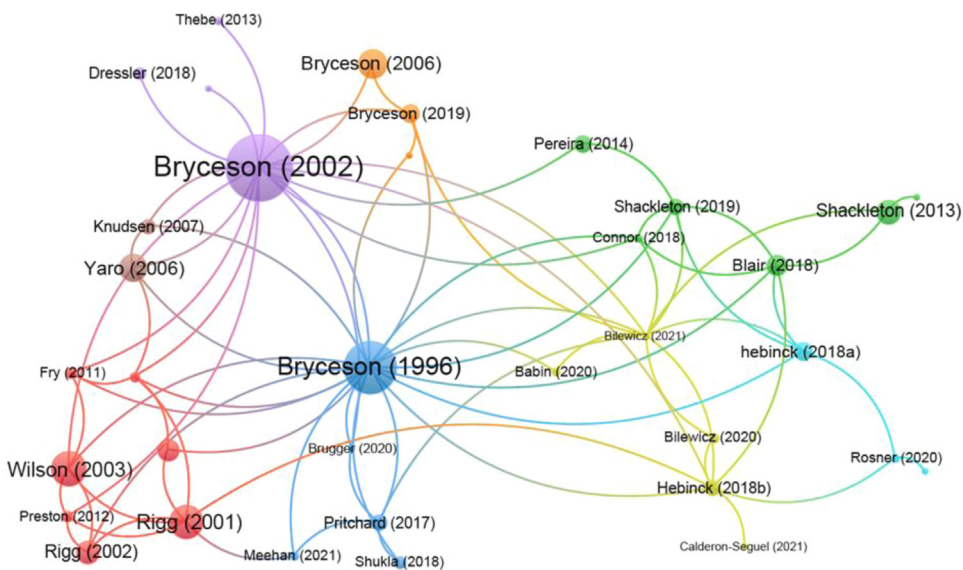 Thebe (2013)
Bryceson (2006)
Dressler (2018)
Bryceson (2019)
Pereira (2014)
Bryceson (2002)
Shackleton (2019)
Shackleton (2013)
Knudsen (2007)
Connor (2018)
Yaro (2006)
Blair (2018)
Bilewicz (2021)
hebinck (2018a)
Bryceson (1996)
Fry (2011)
Babin (2020)
Bilewicz (2020)
Brugger (2020)
Rosner (2020)
Wilson (2003)
Hebinck (2018b)
Preston (2012)
Rigg (2001)
Pritchard (2017)
Calderon-Seguel (2021)
Rigg (2002)
Meehan (2021)
Shukla (2018)